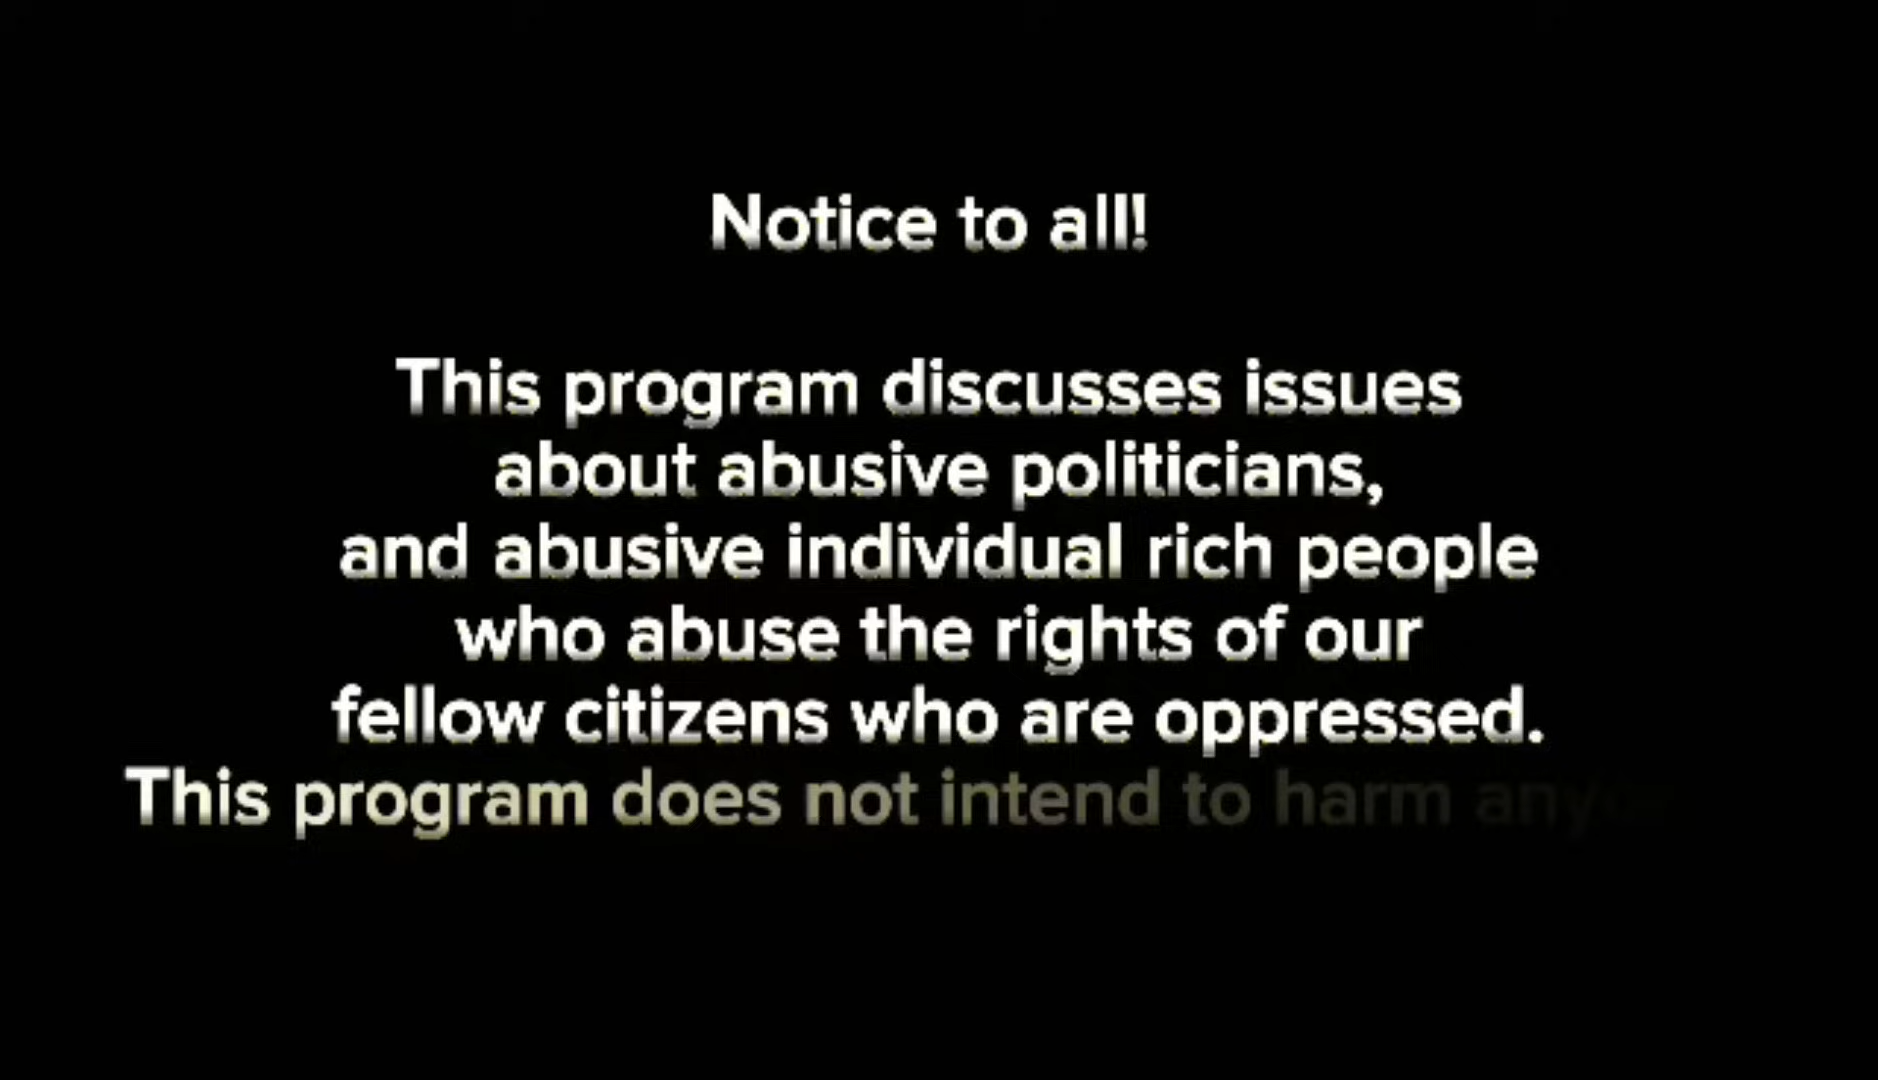 Notice to all!
This program discusses issues
about abusive politicians,
and abusive individual rich people
who abuse the rights of our
fellow citizens who are oppressed.
This program does not intend to harm